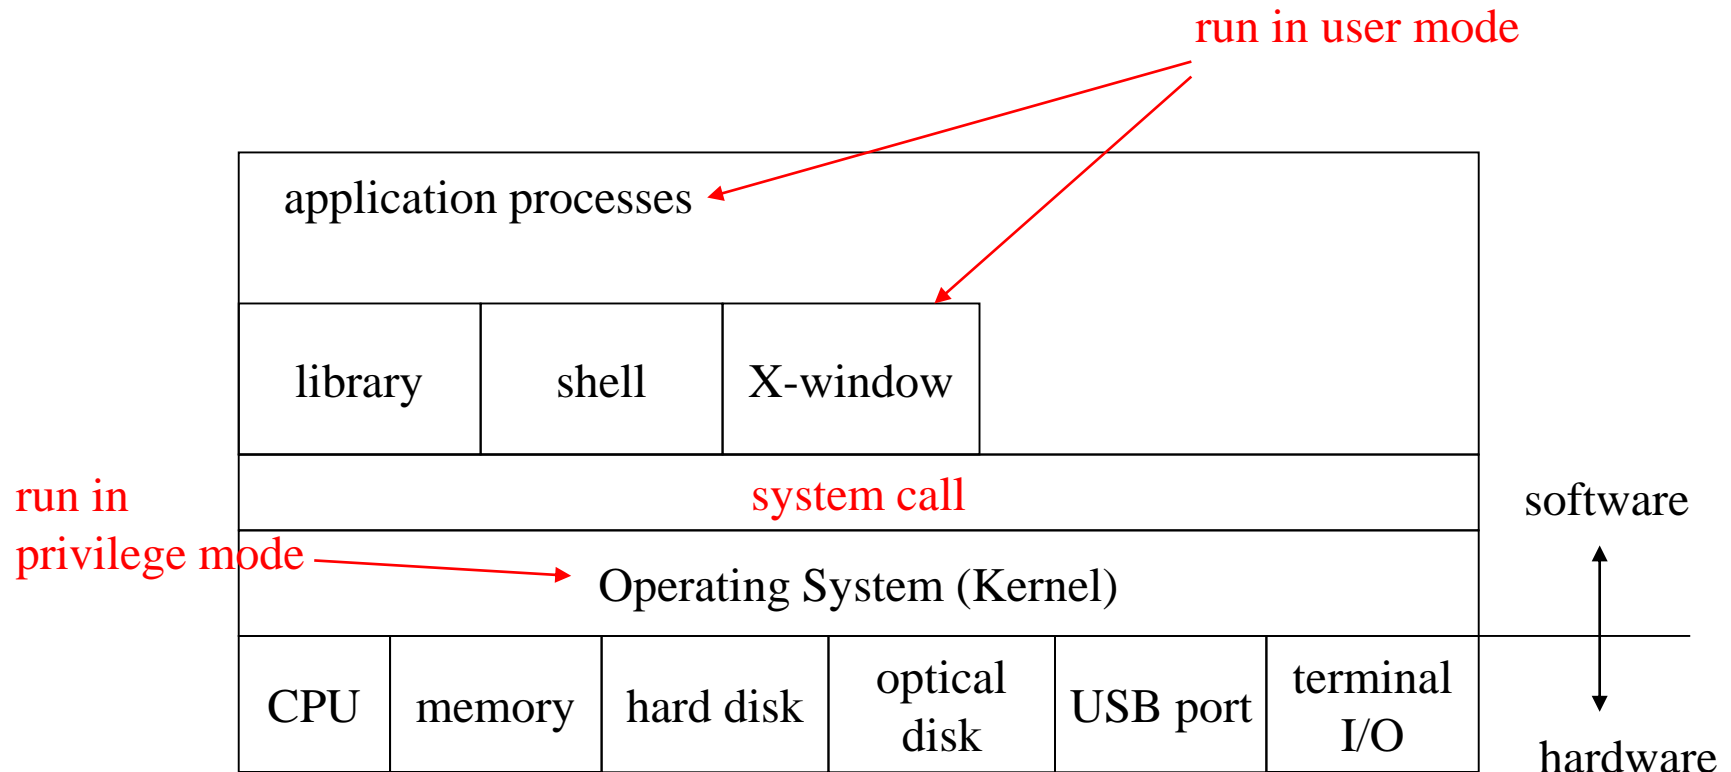 run in user mode
application processes
library
shell
X-window
run in
privilege mode
system call
software
Operating System (Kernel)
CPU
memory
hard disk
optical
disk
USB port
terminal
I/O
hardware